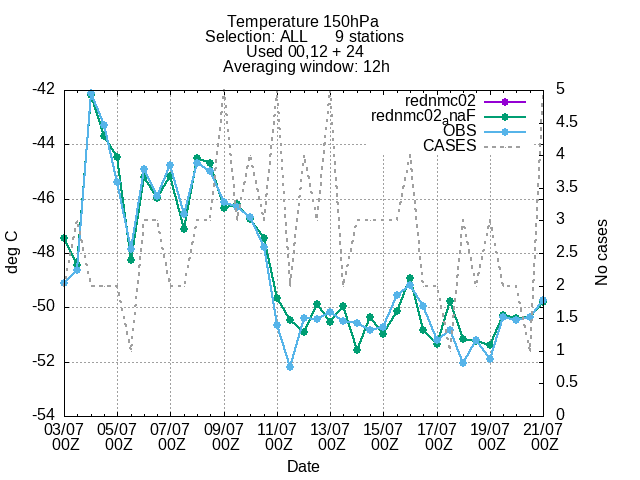 Temperature 150hPa
Selection: ALL 9 stations
Used 00,12 + 24
Averaging window: 12h
rednmc02
rednmc02_anaF
OBS
CASES
deg C
-42
-44
-46
-48
-50
-52
-54
5
4.5
4
3.5
3
2.5
2
1.5
1
0.5
0
No cases
03/07 05/07 07/07 09/07 11/07 13/07 15/07 17/07 19/07 21/07
00Z 00Z 00Z 00Z 00Z 00Z 00Z 00Z 00Z 00Z
Date